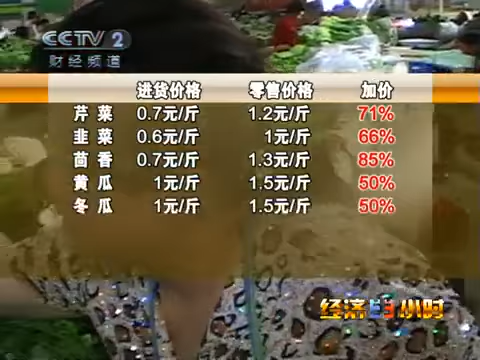 CCTV 2
财经频道
进货价格 零售价格 加价
芹菜 0.7元/斤 1.2元/斤 71%
韭菜 0.6元/斤 1元/斤 66%
茴香 0.7元/斤 1.3元/斤 85%
黄瓜 1元/斤 1.5元/斤 50%
冬瓜 1元/斤 1.5元/斤 50%
经济半小时